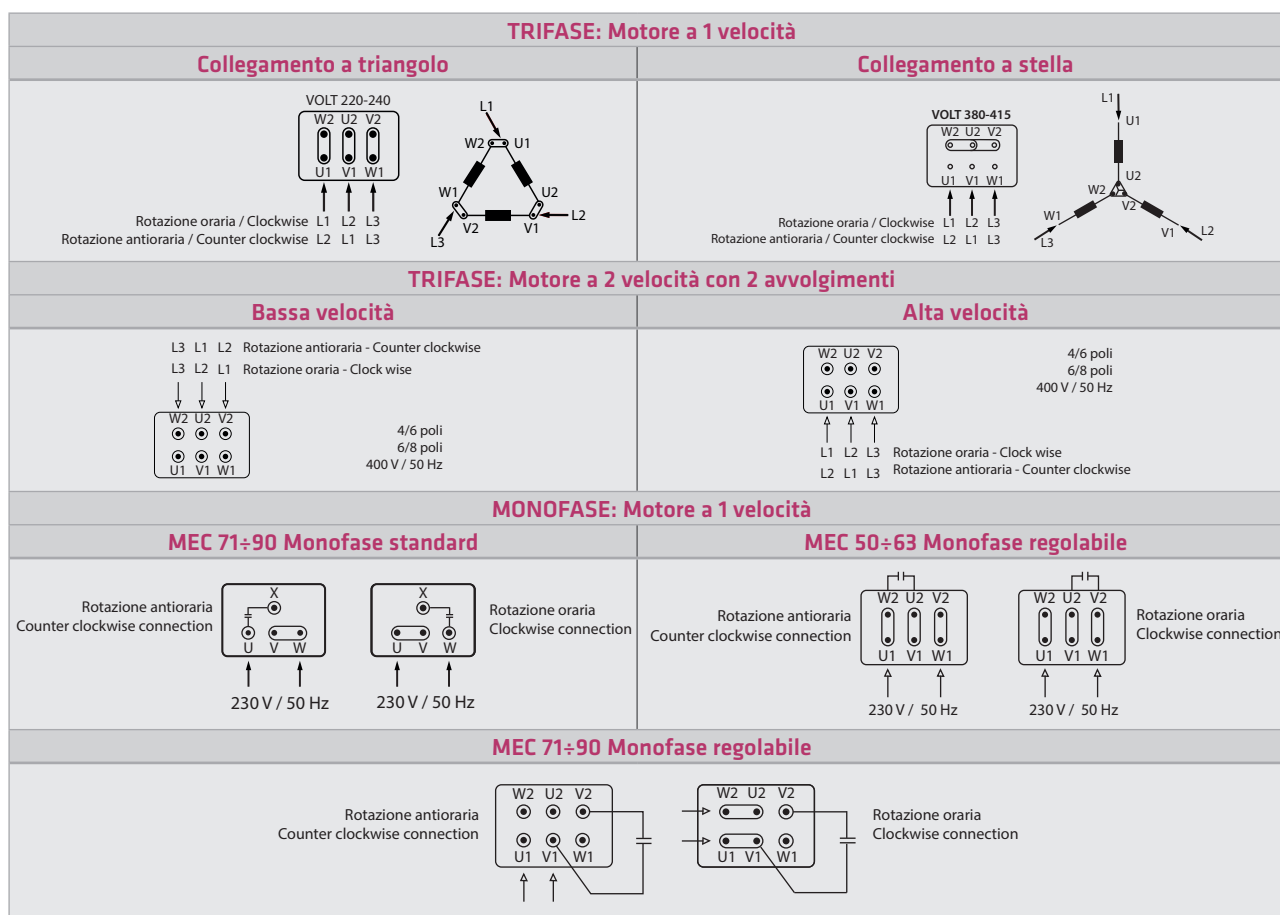 TRIFASE: Motore a 1 velocità
Collegamento a triangolo
VOLT 220-240
W2 U2 V2
U1 V1 W1
Rotazione oraria / Clockwise L1 L2 L3
Rotazione antioraria / Counter clockwise L2 L1 L3
L1
W2 U1
W1 U2
L2
V2 V1
L3
Collegamento a stella
VOLT 380-415
W2 U2 V2
U1 V1 W1
Rotazione oraria / Clockwise L1 L2 L3
Rotazione antioraria / Counter clockwise L2 L1 L3
L1
U1
U2
W2
V2
W1
V1 L2
L3
TRIFASE: Motore a 2 velocità con 2 avvolgimenti
Bassa velocità
L3 L1 L2 Rotazione antioraria - Counter clockwise
L3 L2 L1 Rotazione oraria - Clock wise
W2 U2 V2
U1 V1 W1
4/6 poli
6/8 poli
400 V / 50 Hz
Alta velocità
W2 U2 V2
U1 V1 W1
4/6 poli
6/8 poli
400 V / 50 Hz
L1 L2 L3 Rotazione oraria - Clock wise
L2 L1 L3 Rotazione antioraria - Counter clockwise
MONOFASE: Motore a 1 velocità
MEC 71÷90 Monofase standard
Rotazione antioraria
Counter clockwise connection
X
U V W
230 V / 50 Hz
X
U V W
230 V / 50 Hz
Rotazione oraria
Clockwise connection
MEC 50÷63 Monofase regolabile
Rotazione antioraria
Counter clockwise connection
W2 U2 V2
U1 V1 W1
230 V / 50 Hz
W2 U2 V2
U1 V1 W1
230 V / 50 Hz
Rotazione oraria
Clockwise connection
MEC 71÷90 Monofase regolabile
Rotazione antioraria
Counter clockwise connection
W2 U2 V2
U1 V1 W1
W2 U2 V2
U1 V1 W1
Rotazione oraria
Clockwise connection